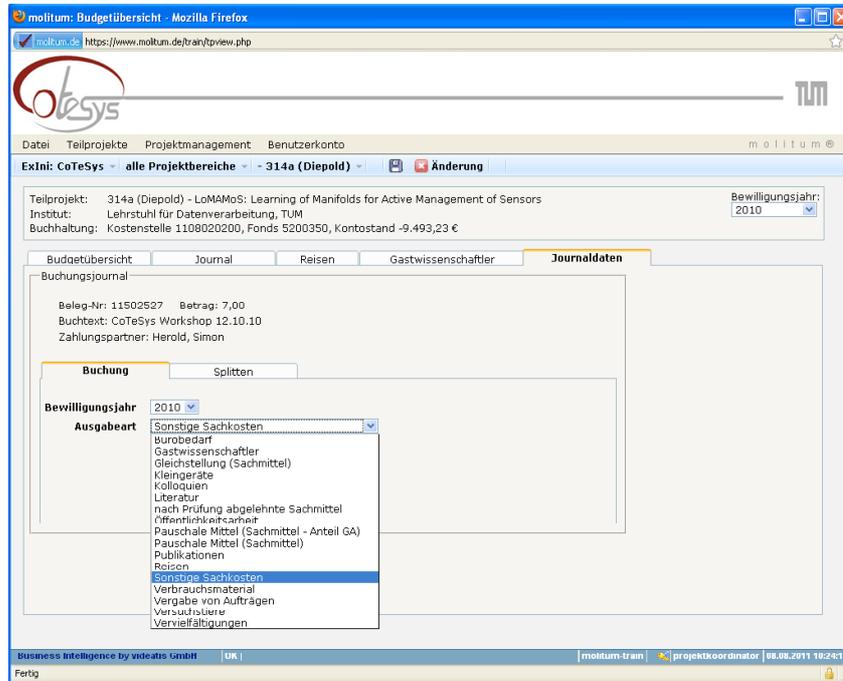 molitum: Budgetübersicht - Mozilla Firefox
molitum.de https://www.molitum.de/train/tpview.php
CoTeSys
TUM
Datei Teilprojekte Projektmanagement Benutzerkonto molitum®
ExIni: CoTeSys alle Projektbereiche - 314a (Diepold) Änderung
Teilprojekt: 314a (Diepold) - LoMAMoS: Learning of Manifolds for Active Management of Sensors
Bewilligungsjahr:
Institut: Lehrstuhl für Datenverarbeitung, TUM
2010
Buchhaltung: Kostenstelle 1108020200, Fonds 5200350, Kontostand -9.493,23 €
Budgetübersicht Journal Reisen Gastwissenschaftler Journaldaten
Buchungsjournal
Beleg-Nr: 11502527 Betrag: 7,00
Buchtext: CoTeSys Workshop 12.10.10
Zahlungspartner: Herold, Simon
Buchung Splitten
Bewilligungsjahr 2010
Ausgabeart Sonstige Sachkosten
Bürobedarf
Gastwissenschaftler
Gleichstellung (Sachmittel)
Kleingeräte
Kolloquien
Literatur
nach Prüfung abgelehnte Sachmittel
Öffentlichkeitsarbeit
Pauschale Mittel (Sachmittel - Anteil GA)
Pauschale Mittel (Sachmittel)
Publikationen
Reisen
Sonstige Sachkosten
Verbrauchsmaterial
Vergabe von Aufträgen
Versuchstiere
Vervielfältigungen
Business Intelligence by videatis GmbH OK | molitum-train projektkoordinator 08.08.2011 10:24:1
Fertig